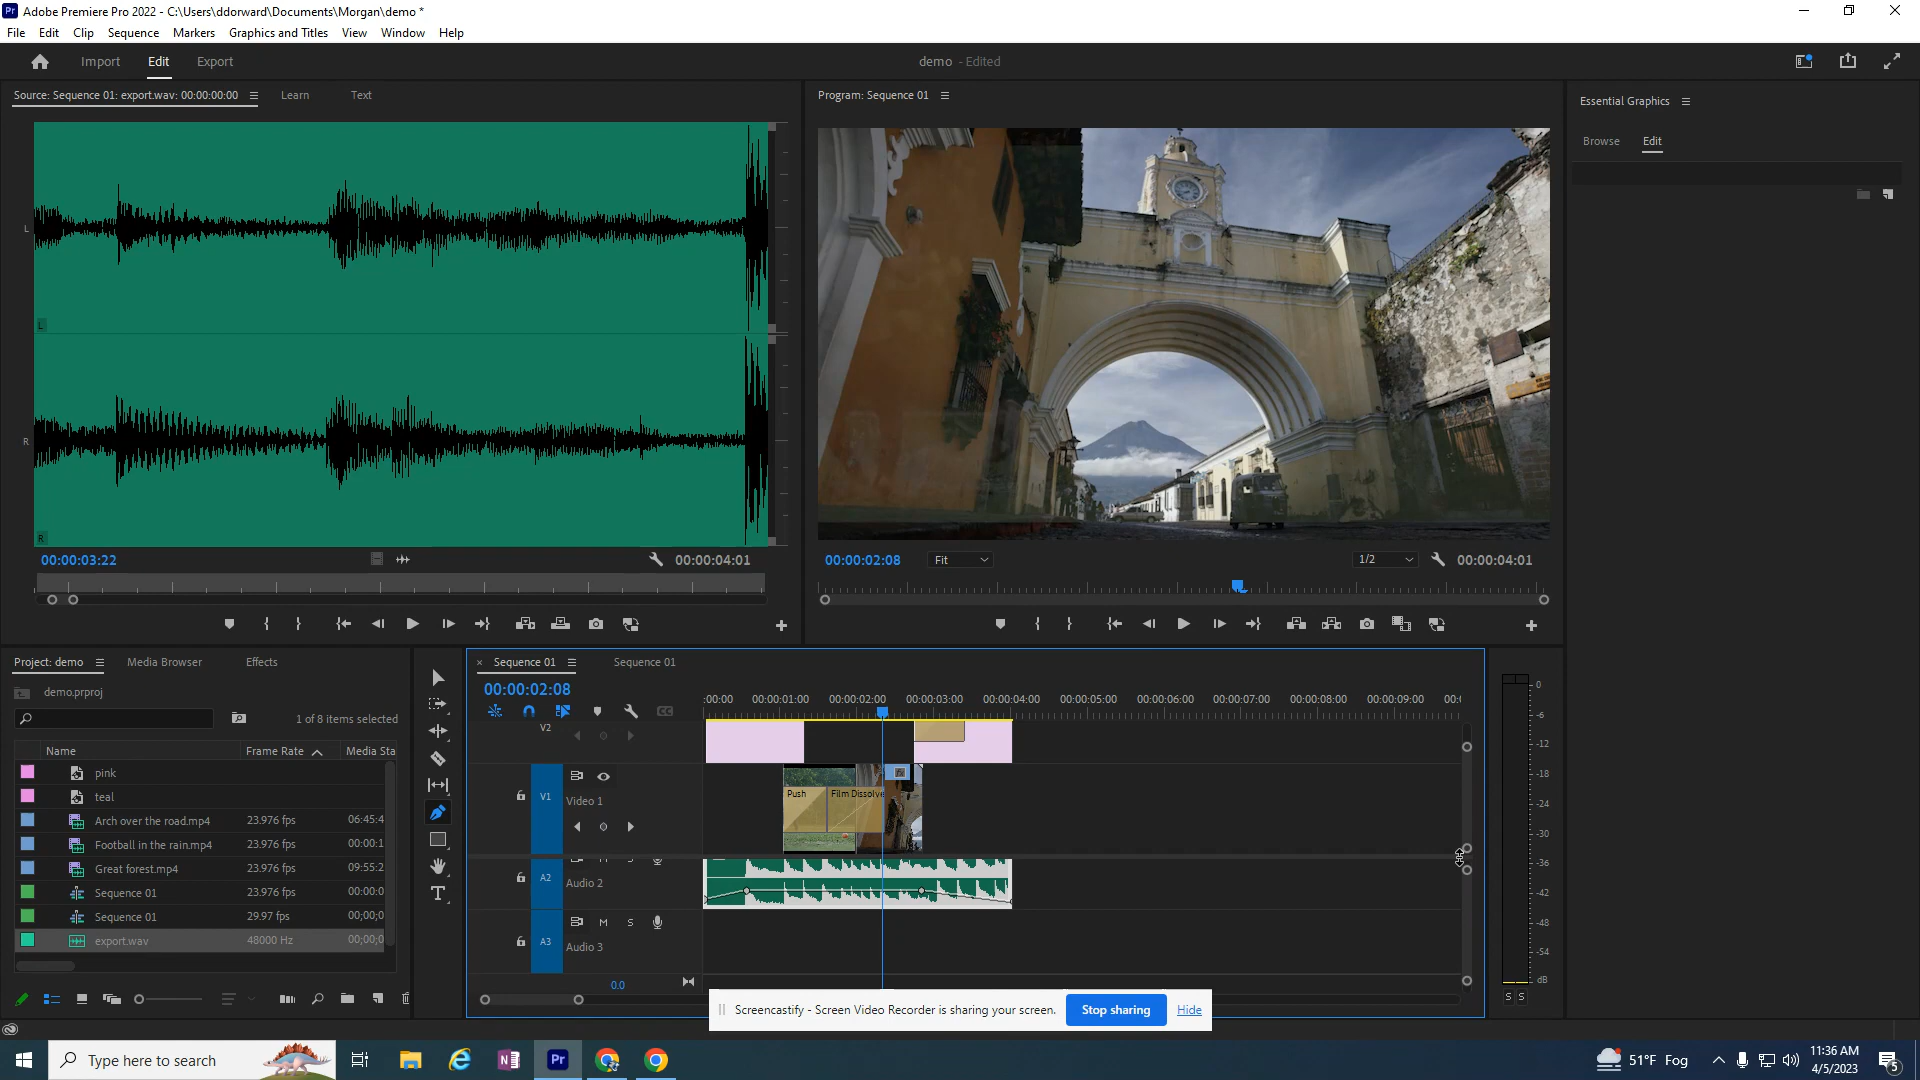 Adobe Premiere Pro 2022 - C:\Users\ddorward\Documents\Morgan\demo *
File Edit Clip Sequence Markers Graphics and Titles View Window Help
Import Edit Export
demo - Edited
Source: Sequence 01: export.wav: 00:00:00:00 Learn Text
Program: Sequence 01
Essential Graphics
Browse Edit
L
L
R
R
00:00:03:22 00:00:04:01
00:00:02:08 Fit 1/2 00:00:04:01
Project: demo Media Browser Effects
demo.prproj
1 of 8 items selected
Name Frame Rate Media Sta
pink
teal
Arch over the road.mp4 23.976 fps 06:45:4
Football in the rain.mp4 23.976 fps 00:00:1
Great forest.mp4 23.976 fps 09:55:2
Sequence 01 23.976 fps 00:00:0
Sequence 01 29.97 fps 00;00;0
export.wav 48000 Hz 00;00;0
Sequence 01 Sequence 01
00:00:02:08
:00:00 00:00:01:00 00:00:02:00 00:00:03:00 00:00:04:00 00:00:05:00 00:00:06:00 00:00:07:00 00:00:08:00 00:00:09:00 00:(
V2
V1 Video 1
Push Film Dissolve
A2 Audio 2
M S
A3 Audio 3
0.0
0
-6
-12
-18
-24
-30
-36
-42
-48
-54
dB
S S
Screencastify - Screen Video Recorder is sharing your screen. Stop sharing Hide
Type here to search
51°F Fog
11:36 AM
4/5/2023
5